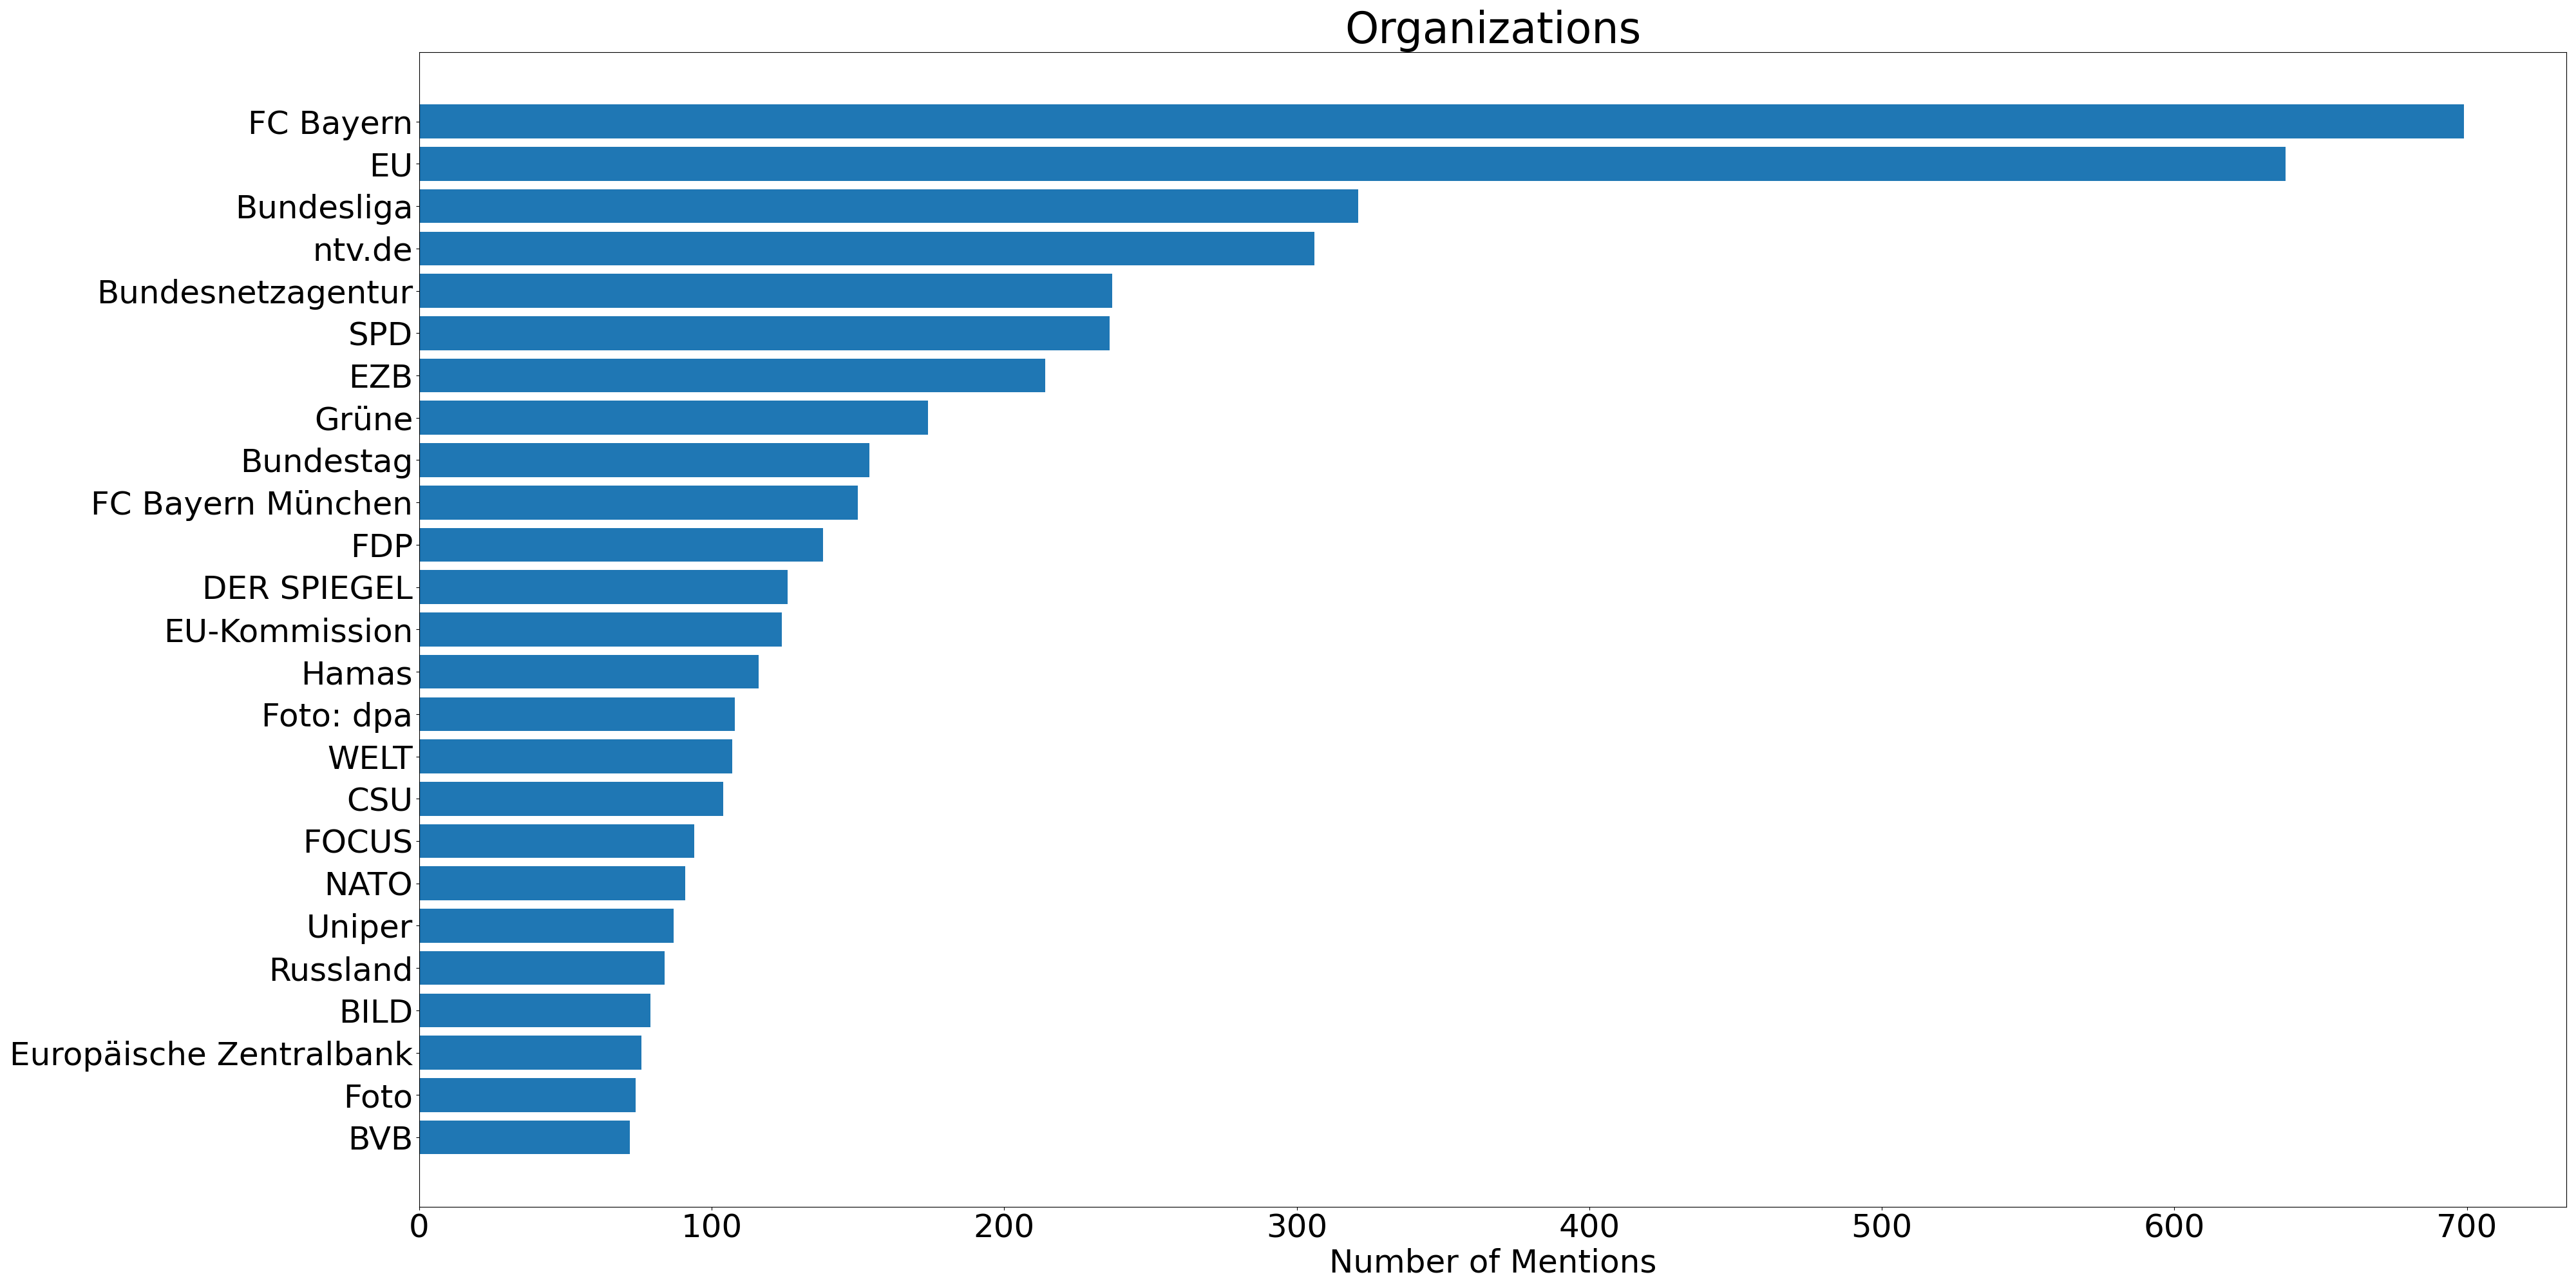 Organizations
FC Bayern
EU
Bundesliga
ntv.de
Bundesnetzagentur
SPD
EZB
Grüne
Bundestag
FC Bayern München
FDP
DER SPIEGEL
EU-Kommission
Hamas
Foto: dpa
WELT
CSU
FOCUS
NATO
Uniper
Russland
BILD
Europäische Zentralbank
Foto
BVB
0 100 200 300 400 500 600 700
Number of Mentions